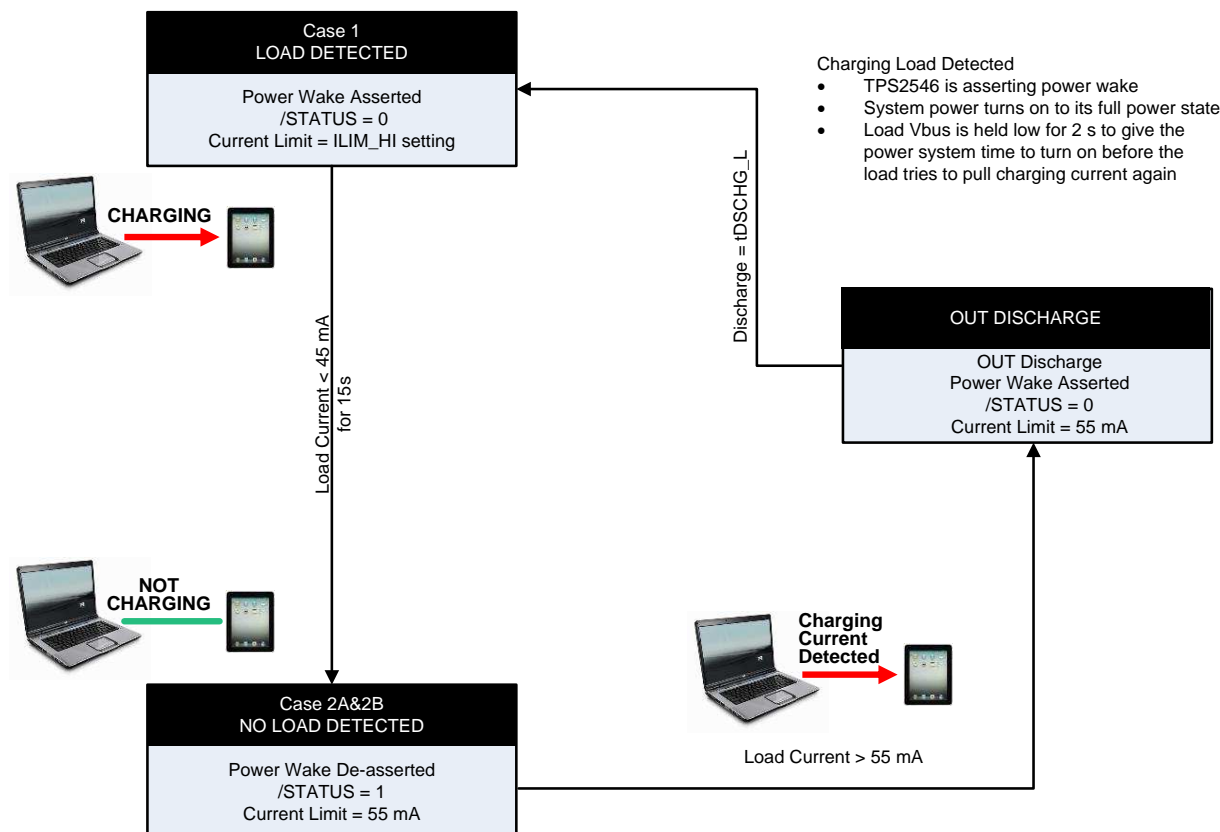 Case 1
LOAD DETECTED
Power Wake Asserted
/STATUS = 0
Current Limit = ILIM_HI setting
Charging Load Detected
• TPS2546 is asserting power wake
• System power turns on to its full power state
• Load Vbus is held low for 2 s to give the
power system time to turn on before the
load tries to pull charging current again
CHARGING
Discharge = tDSCHG_L
Load Current < 45 mA
for 15s
OUT DISCHARGE
OUT Discharge
Power Wake Asserted
/STATUS = 0
Current Limit = 55 mA
NOT
CHARGING
Charging
Current
Detected
Load Current > 55 mA
Case 2A&2B
NO LOAD DETECTED
Power Wake De-asserted
/STATUS = 1
Current Limit = 55 mA